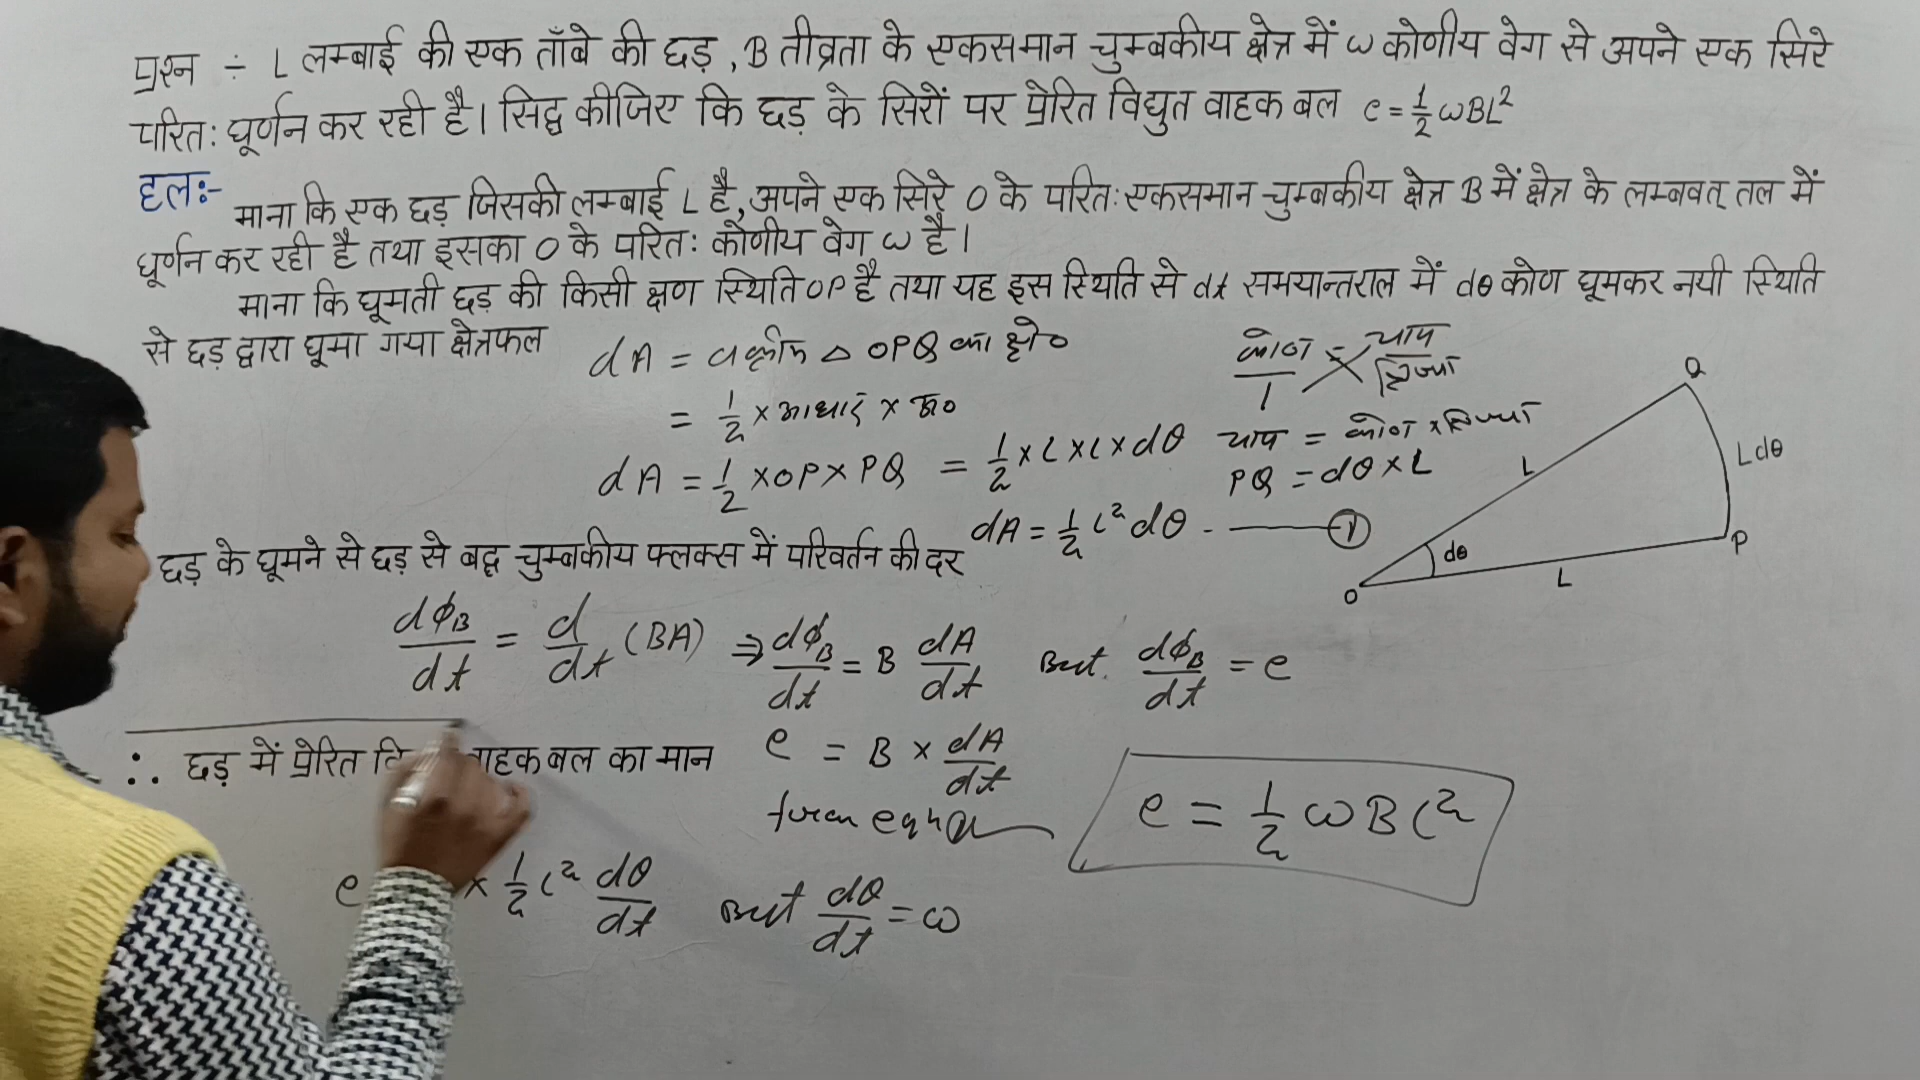 प्रश्न ÷ L लम्बाई की एक ताँबे की छड़, B तीव्रता के एकसमान चुम्बकीय क्षेत्र में ω कोणीय वेग से अपने एक सिरे
परितः घूर्णन कर रही है। सिद्ध कीजिए कि छड़ के सिरों पर प्रेरित विद्युत वाहक बल e = 1/2 ωBL²
हलः-
माना कि एक छड़ जिसकी लम्बाई L है, अपने एक सिरे O के परितः एकसमान चुम्बकीय क्षेत्र B में क्षेत्र के लम्बवत् तल में
घूर्णन कर रही है तथा इसका O के परितः कोणीय वेग ω है।
माना कि घूमती छड़ की किसी क्षण स्थिति OP है तथा यह इस स्थिति से dt समयान्तराल में dθ कोण घूमकर नयी स्थिति
से छड़ द्वारा घूमा गया क्षेत्रफल
dA = △ OPQ का क्षे०
= 1/2 × आधार ×
dA = 1/2 × OP × PQ = 1/2 × L × L × dθ
dA = 1/2 L² dθ - ①
कोण/1 = चाप/त्रिज्या
चाप = कोण × त्रिज्या
PQ = dθ × L
Q
L
Ldθ
dθ
P
L
O
छड़ के घूमने से छड़ से बद्ध चुम्बकीय फ्लक्स में परिवर्तन की दर
dϕB/dt = d/dt (BA) ⇒ dϕB/dt = B dA/dt But. dϕB/dt = e
∴ छड़ में प्रेरित वाहक बल का मान e = B × dA/dt
e × 1/2 L² dθ/dt But dθ/dt = ω
e = 1/2 ωBL²